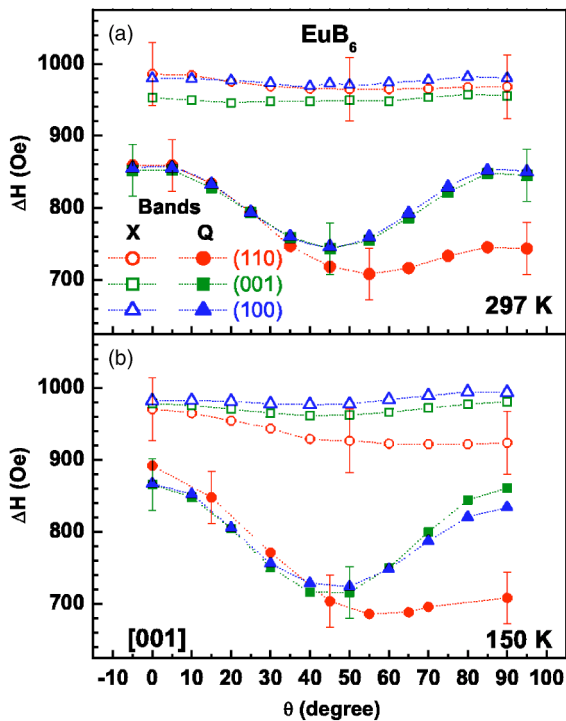 (a) EuB6
1000
900
800
700
ΔH (Oe)
Bands
X Q
(110)
(001)
(100)
297 K
(b)
1000
900
800
700
ΔH (Oe)
[001] 150 K
-10 0 10 20 30 40 50 60 70 80 90 100
θ (degree)